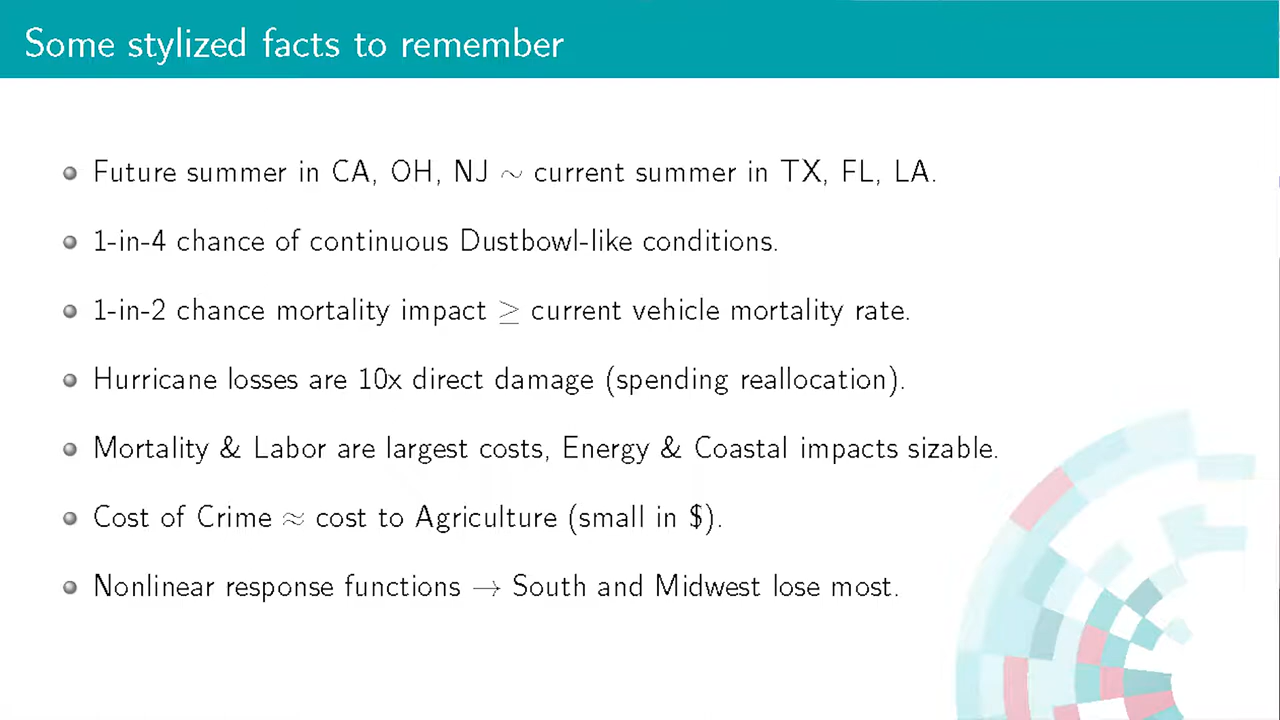 Some stylized facts to remember
Future summer in CA, OH, NJ ∼ current summer in TX, FL, LA.
1-in-4 chance of continuous Dustbowl-like conditions.
1-in-2 chance mortality impact ≥ current vehicle mortality rate.
Hurricane losses are 10x direct damage (spending reallocation).
Mortality & Labor are largest costs, Energy & Coastal impacts sizable.
Cost of Crime ≈ cost to Agriculture (small in $).
Nonlinear response functions → South and Midwest lose most.